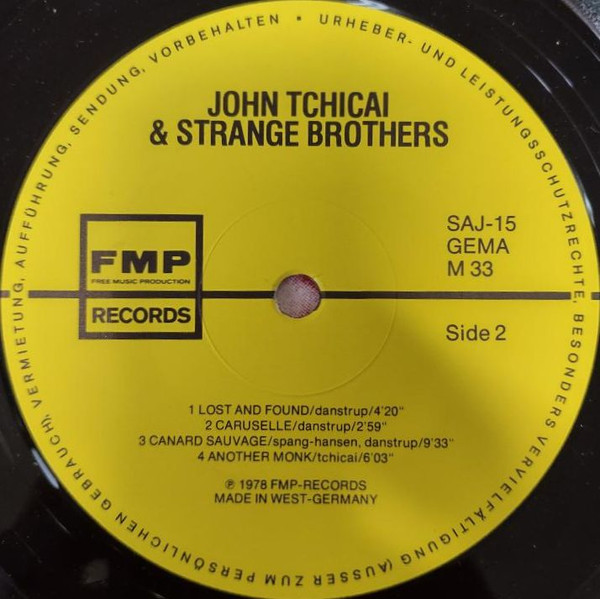 URHEBER- UND LEISTUNGSSCHUTZRECHTE, BESONDERS VERVIELFÄLTIGUNG (AUSSER ZUM PERSÖNLICHEN GEBRAUCH), VERMIETUNG, AUFFÜHRUNG, SENDUNG, VORBEHALTEN •
JOHN TCHICAI
& STRANGE BROTHERS
SAJ-15
GEMA
M 33
FMP
FREE MUSIC PRODUCTION
RECORDS
Side 2
1 LOST AND FOUND/danstrup/4'20"
2 CARUSELLE/danstrup/2'59"
3 CANARD SAUVAGE/spang-hansen, danstrup/9'33"
4 ANOTHER MONK/tchicai/6'03"
℗ 1978 FMP-RECORDS
MADE IN WEST-GERMANY